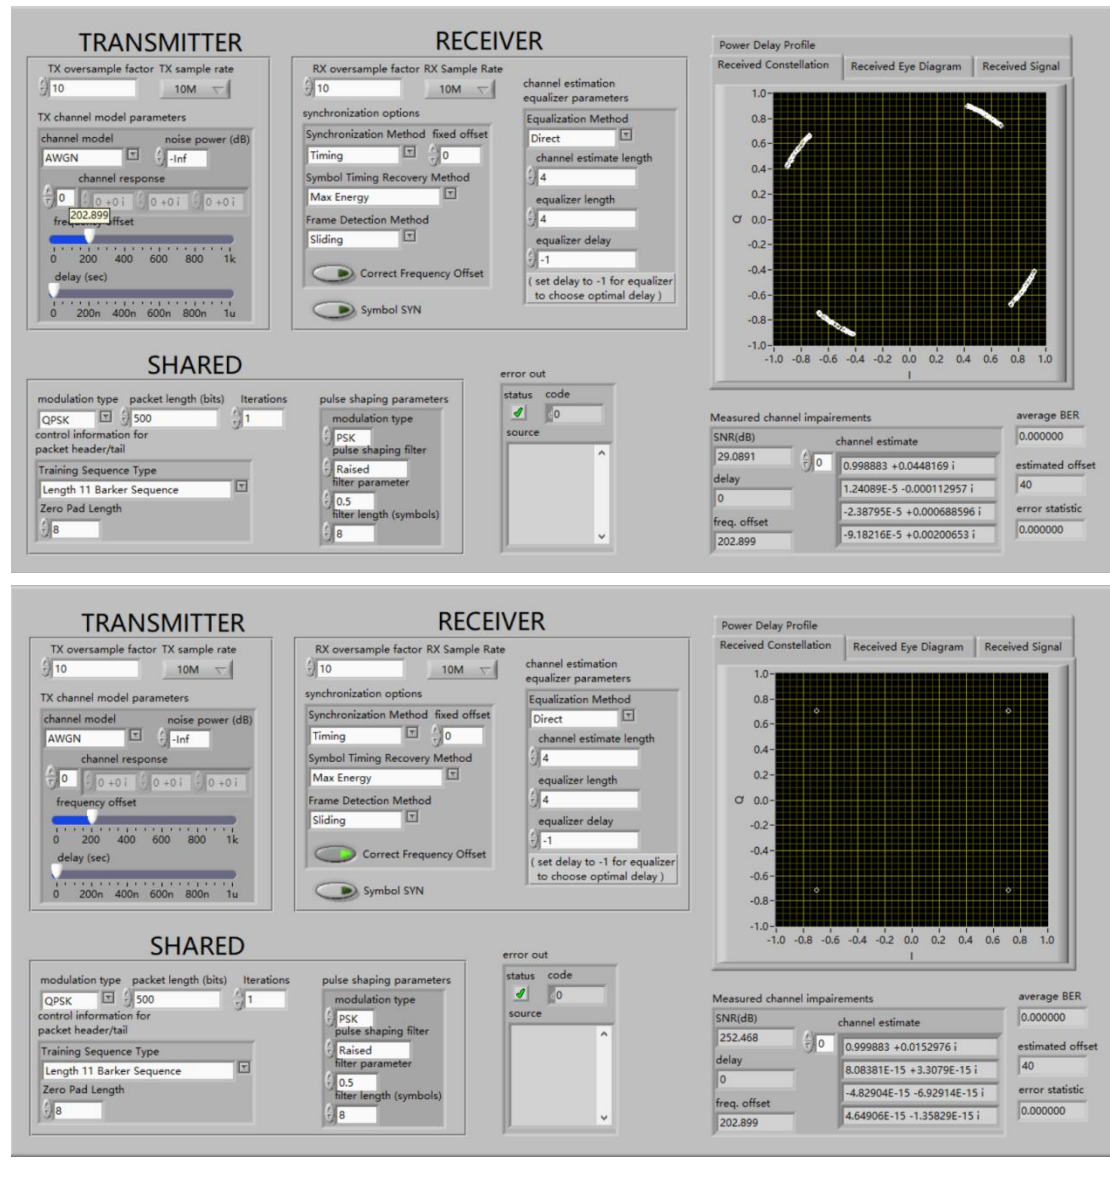 TRANSMITTER
TX oversample factor TX sample rate
10 10M
TX channel model parameters
channel model noise power (dB)
AWGN -Inf
channel response
0 0 +0 i 0 +0 i 0 +0 i
202.899
frequency offset
0 200 400 600 800 1k
delay (sec)
0 200n 400n 600n 800n 1u
RECEIVER
RX oversample factor RX Sample Rate
10 10M
synchronization options
Synchronization Method fixed offset
Timing 0
Symbol Timing Recovery Method
Max Energy
Frame Detection Method
Sliding
Correct Frequency Offset
Symbol SYN
channel estimation
equalizer parameters
Equalization Method
Direct
channel estimate length
4
equalizer length
4
equalizer delay
-1
( set delay to -1 for equalizer
to choose optimal delay )
Power Delay Profile
Received Constellation Received Eye Diagram Received Signal
1.0
0.8
0.6
0.4
0.2
0.0
-0.2
-0.4
-0.6
-0.8
-1.0
Q
-1.0 -0.8 -0.6 -0.4 -0.2 0.0 0.2 0.4 0.6 0.8 1.0
I
SHARED
modulation type packet length (bits) Iterations
QPSK 500 1
control information for
packet header/tail
Training Sequence Type
Length 11 Barker Sequence
Zero Pad Length
8
pulse shaping parameters
modulation type
PSK
pulse shaping filter
Raised
filter parameter
0.5
filter length (symbols)
8
error out
status code
0
source
Measured channel impairements
SNR(dB)
29.0891
delay
0
freq. offset
202.899
channel estimate
0 0.998883 +0.0448169 i
1.24089E-5 -0.000112957 i
-2.38795E-5 +0.000688596 i
-9.18216E-5 +0.00200653 i
average BER
0.000000
estimated offset
40
error statistic
0.000000
TRANSMITTER
TX oversample factor TX sample rate
10 10M
TX channel model parameters
channel model noise power (dB)
AWGN -Inf
channel response
0 0 +0 i 0 +0 i 0 +0 i
frequency offset
0 200 400 600 800 1k
delay (sec)
0 200n 400n 600n 800n 1u
RECEIVER
RX oversample factor RX Sample Rate
10 10M
synchronization options
Synchronization Method fixed offset
Timing 0
Symbol Timing Recovery Method
Max Energy
Frame Detection Method
Sliding
Correct Frequency Offset
Symbol SYN
channel estimation
equalizer parameters
Equalization Method
Direct
channel estimate length
4
equalizer length
4
equalizer delay
-1
( set delay to -1 for equalizer
to choose optimal delay )
Power Delay Profile
Received Constellation Received Eye Diagram Received Signal
1.0
0.8
0.6
0.4
0.2
0.0
-0.2
-0.4
-0.6
-0.8
-1.0
Q
-1.0 -0.8 -0.6 -0.4 -0.2 0.0 0.2 0.4 0.6 0.8 1.0
I
SHARED
modulation type packet length (bits) Iterations
QPSK 500 1
control information for
packet header/tail
Training Sequence Type
Length 11 Barker Sequence
Zero Pad Length
8
pulse shaping parameters
modulation type
PSK
pulse shaping filter
Raised
filter parameter
0.5
filter length (symbols)
8
error out
status code
0
source
Measured channel impairements
SNR(dB)
252.468
delay
0
freq. offset
202.899
channel estimate
0 0.999883 +0.0152976 i
8.08381E-15 +3.3079E-15 i
-4.82904E-15 -6.92914E-15 i
4.64906E-15 -1.35829E-15 i
average BER
0.000000
estimated offset
40
error statistic
0.000000